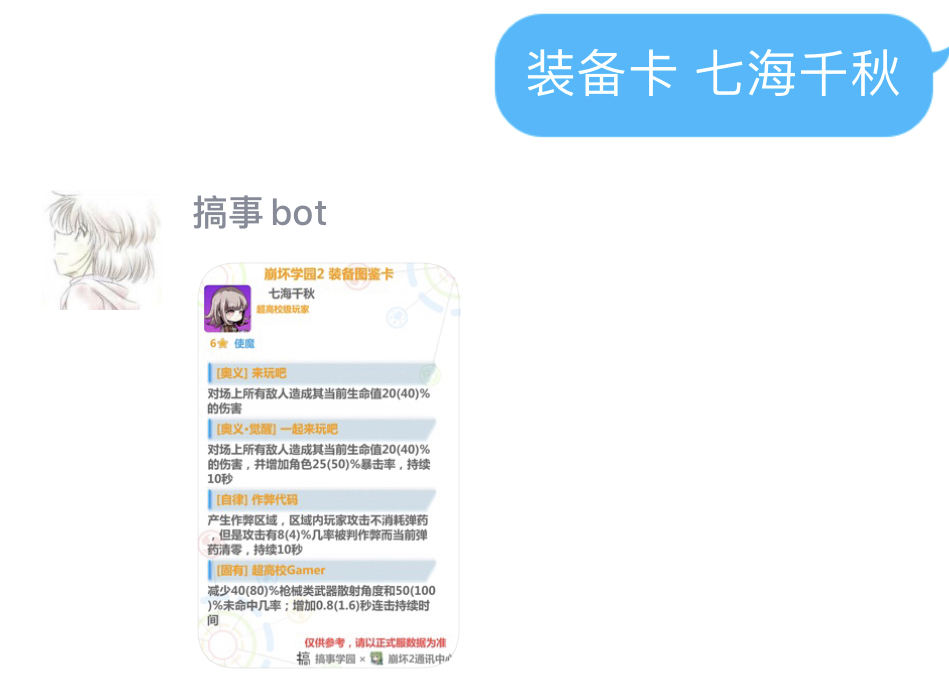 装备卡 七海千秋
搞事bot
崩坏学园2 装备图鉴卡
七海千秋
超高校级玩家
6 使魔
[奥义] 来玩吧
对场上所有敌人造成其当前生命值20(40)%
的伤害
[奥义·觉醒] 一起来玩吧
对场上所有敌人造成其当前生命值20(40)%
的伤害，并增加角色25(50)%暴击率，持续
10秒
[自律] 作弊代码
产生作弊区域，区域内玩家攻击不消耗弹药
，但是攻击有8(4)%几率被判作弊而当前弹
药清零，持续10秒
[固有] 超高校Gamer
减少40(80)%枪械类武器散射角度和50(100
)%未命中几率；增加0.8(1.6)秒连击持续时
间
仅供参考，请以正式服数据为准
搞 搞事学园 × 崩坏2通讯中心